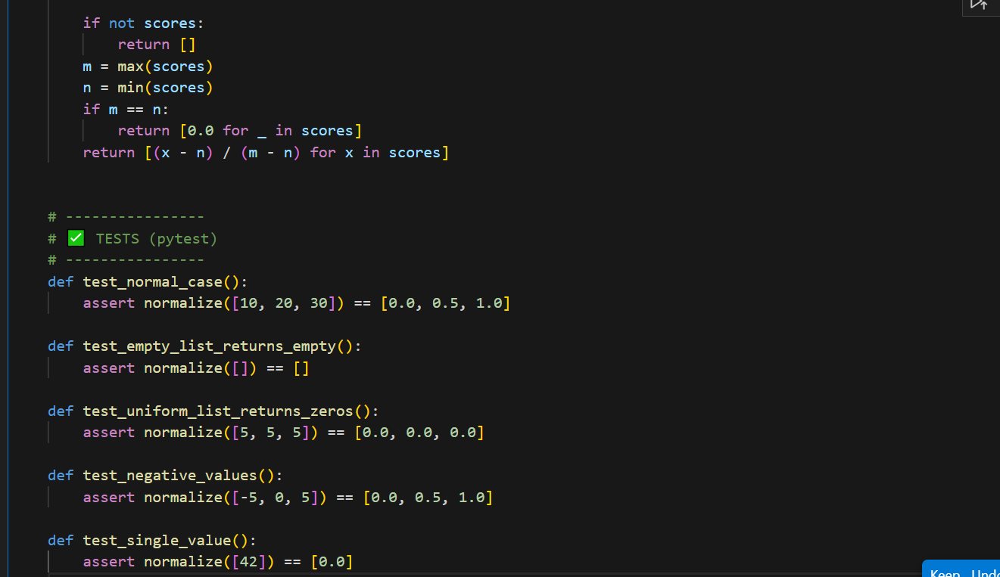 if not scores:
return []
m = max(scores)
n = min(scores)
if m == n:
return [0.0 for _ in scores]
return [(x - n) / (m - n) for x in scores]
# ----------------
# ✅ TESTS (pytest)
# ----------------
def test_normal_case():
assert normalize([10, 20, 30]) == [0.0, 0.5, 1.0]
def test_empty_list_returns_empty():
assert normalize([]) == []
def test_uniform_list_returns_zeros():
assert normalize([5, 5, 5]) == [0.0, 0.0, 0.0]
def test_negative_values():
assert normalize([-5, 0, 5]) == [0.0, 0.5, 1.0]
def test_single_value():
assert normalize([42]) == [0.0]
Keep